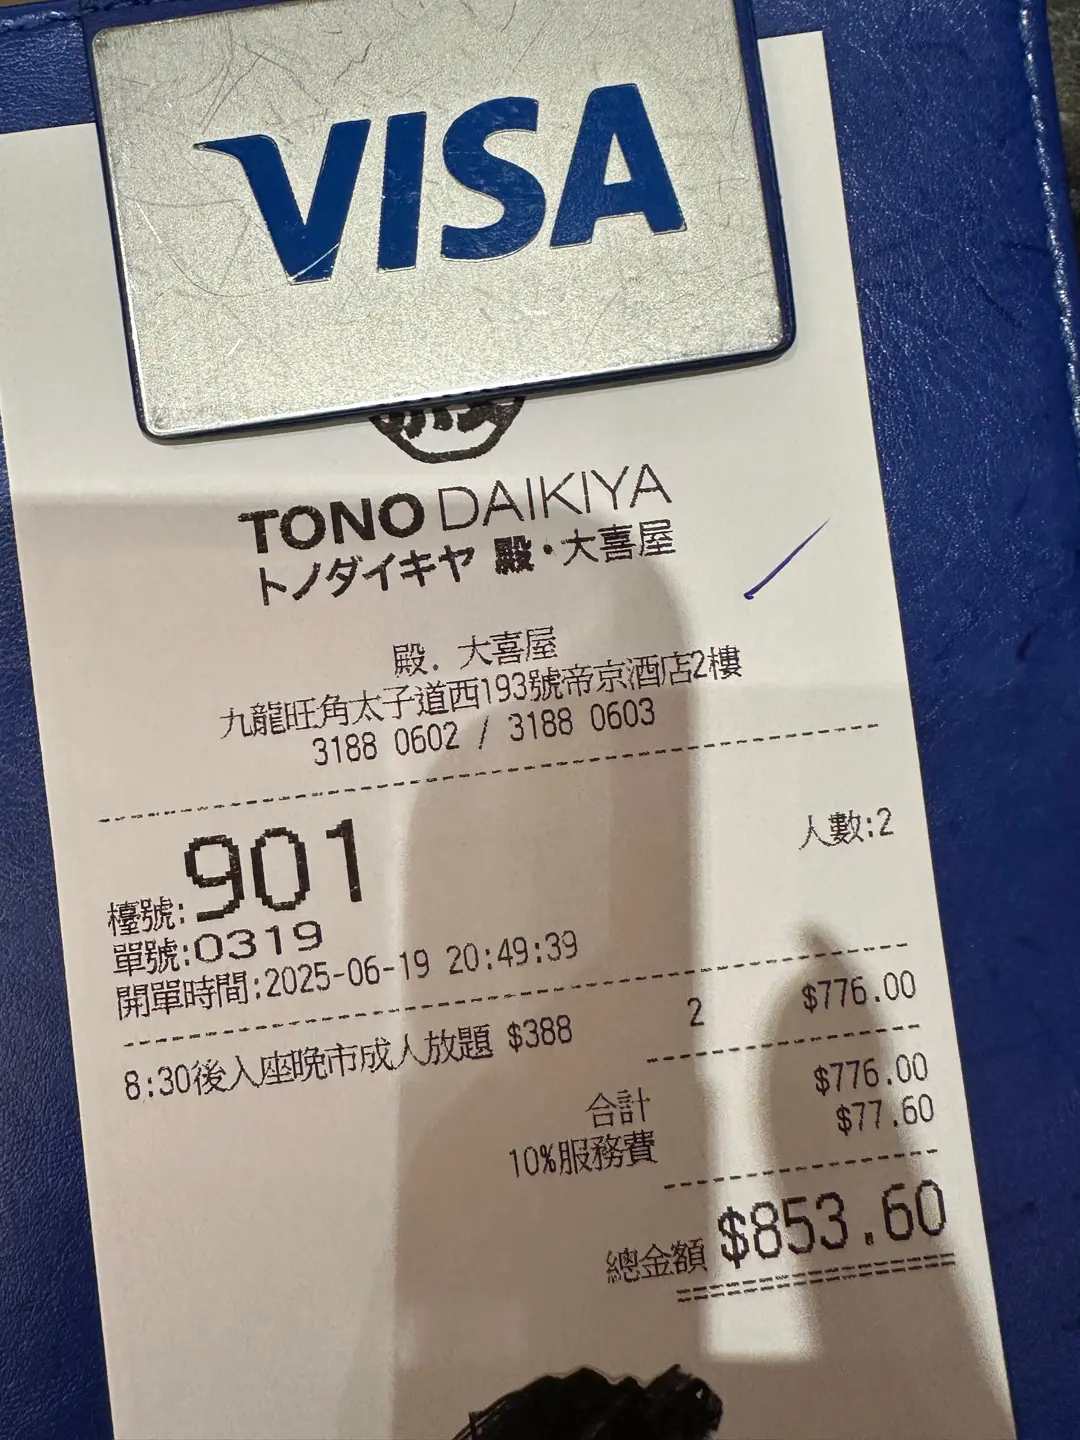 VISA
TONO DAIKIYA
トノダイキヤ 殿・大喜屋
殿. 大喜屋
九龍旺角太子道西193號帝京酒店2樓
3188 0602 / 3188 0603
檯號:901 人數:2
單號:0319
開單時間:2025-06-19 20:49:39
8:30後入座晚市成人放題 $388 2 $776.00
合計 $776.00
10%服務費 $77.60
總金額 $853.60